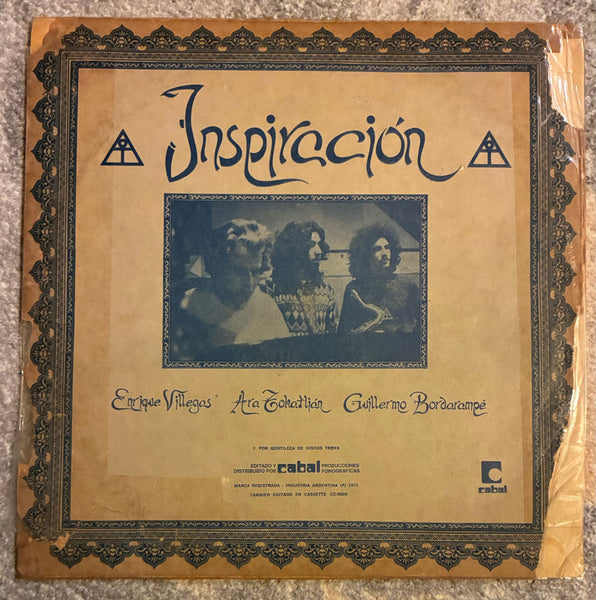 Inspiración
Enrique Villegas* Ara Tokatlián Guillermo Bordarampé
* POR GENTILEZA DE DISCOS TROVA
EDITADO Y
DISTRIBUIDO POR cabal PRODUCCIONES
FONOGRAFICAS
MARCA REGISTRADA - INDUSTRIA ARGENTINA (P) 1975
TAMBIEN EDITADO EN CASSETTE CC-9004
cabal